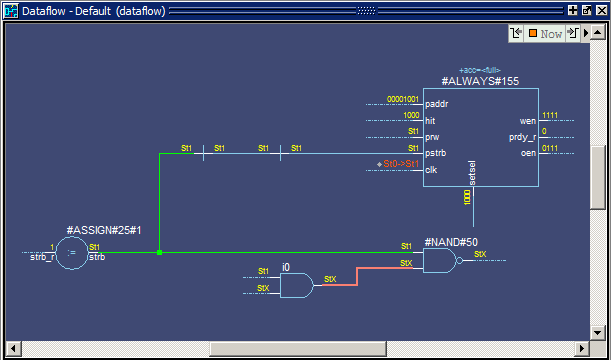 Dataflow - Default (dataflow)
Now
+acc=<full>
#ALWAYS#155
00001001
paddr
1000
hit
wen
1111
St1
prw
prdy_r
0
St1
St1
St1
St1
St1
pstrb
oen
0111
St0->St1
clk
setsel
1000
#ASSIGN#25#1
#NAND#50
1
strb_r
:=
St1
strb
St1
StX
StX
i0
St1
StX
StX